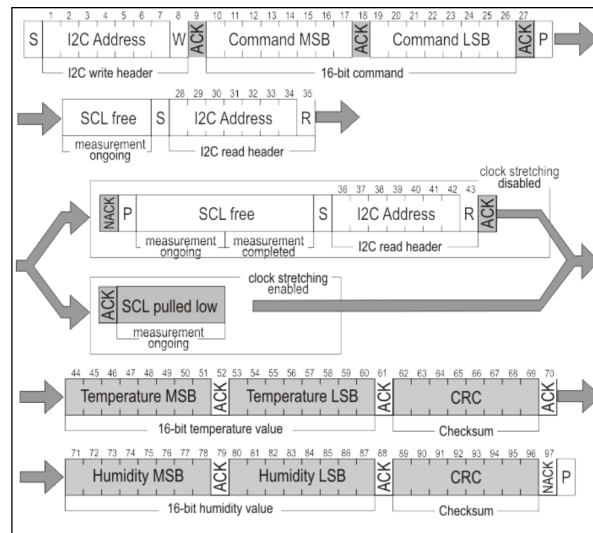 1 2 3 4 5 6 7 8 9 10 11 12 13 14 15 16 17 18 19 20 21 22 23 24 25 26 27
S I2C Address W ACK Command MSB ACK Command LSB ACK P
I2C write header 16-bit command
28 29 30 31 32 33 34 35
SCL free S I2C Address R
measurement ongoing I2C read header
clock stretching disabled
36 37 38 39 40 41 42 43
NACK P SCL free S I2C Address R ACK
measurement ongoing measurement completed I2C read header
clock stretching enabled
ACK SCL pulled low
measurement ongoing
44 45 46 47 48 49 50 51 52 53 54 55 56 57 58 59 60 61 62 63 64 65 66 67 68 69 70
Temperature MSB ACK Temperature LSB ACK CRC ACK
16-bit temperature value Checksum
71 72 73 74 75 76 77 78 79 80 81 82 83 84 85 86 87 88 89 90 91 92 93 94 95 96 97
Humidity MSB ACK Humidity LSB ACK CRC NACK P
16-bit humidity value Checksum